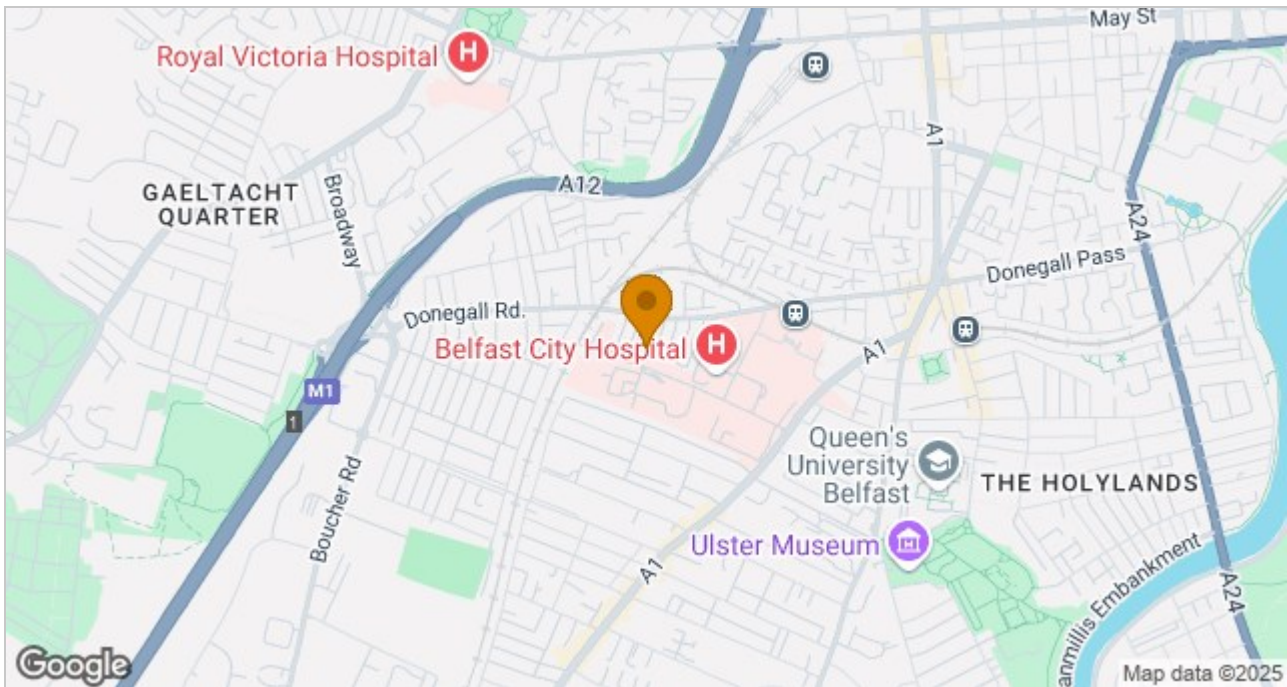 May St
Royal Victoria Hospital
H
A1
A12
GAELTACHT
QUARTER
Broadway
A24
Donegall Pass
Donegall Rd.
Belfast City Hospital
H
A1
M1
1
Queen's
University
Belfast
THE HOLYLANDS
Boucher Rd
Ulster Museum
A1
anmillis Embankment
A24
Google
Map data ©2025